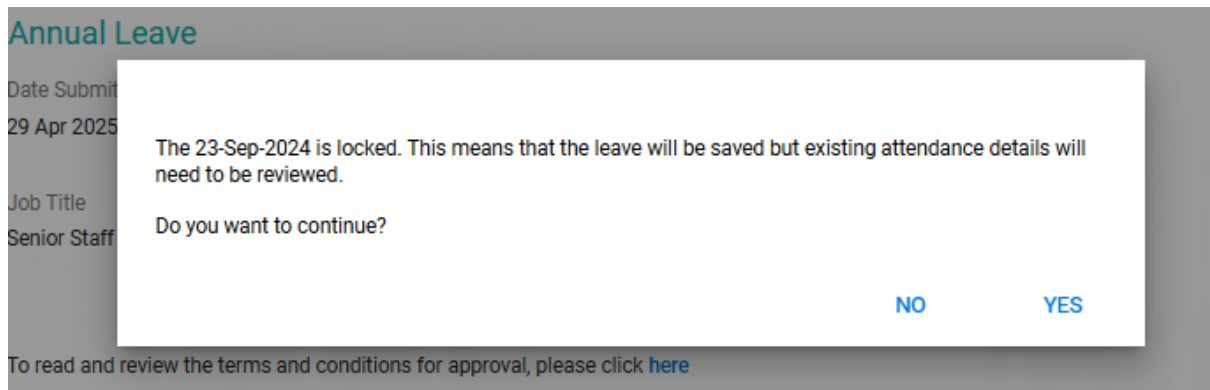 Annual Leave
Date Submit
29 Apr 2025
The 23-Sep-2024 is locked. This means that the leave will be saved but existing attendance details will
need to be reviewed.
Job Title
Senior Staff
Do you want to continue?
NO YES
To read and review the terms and conditions for approval, please click here